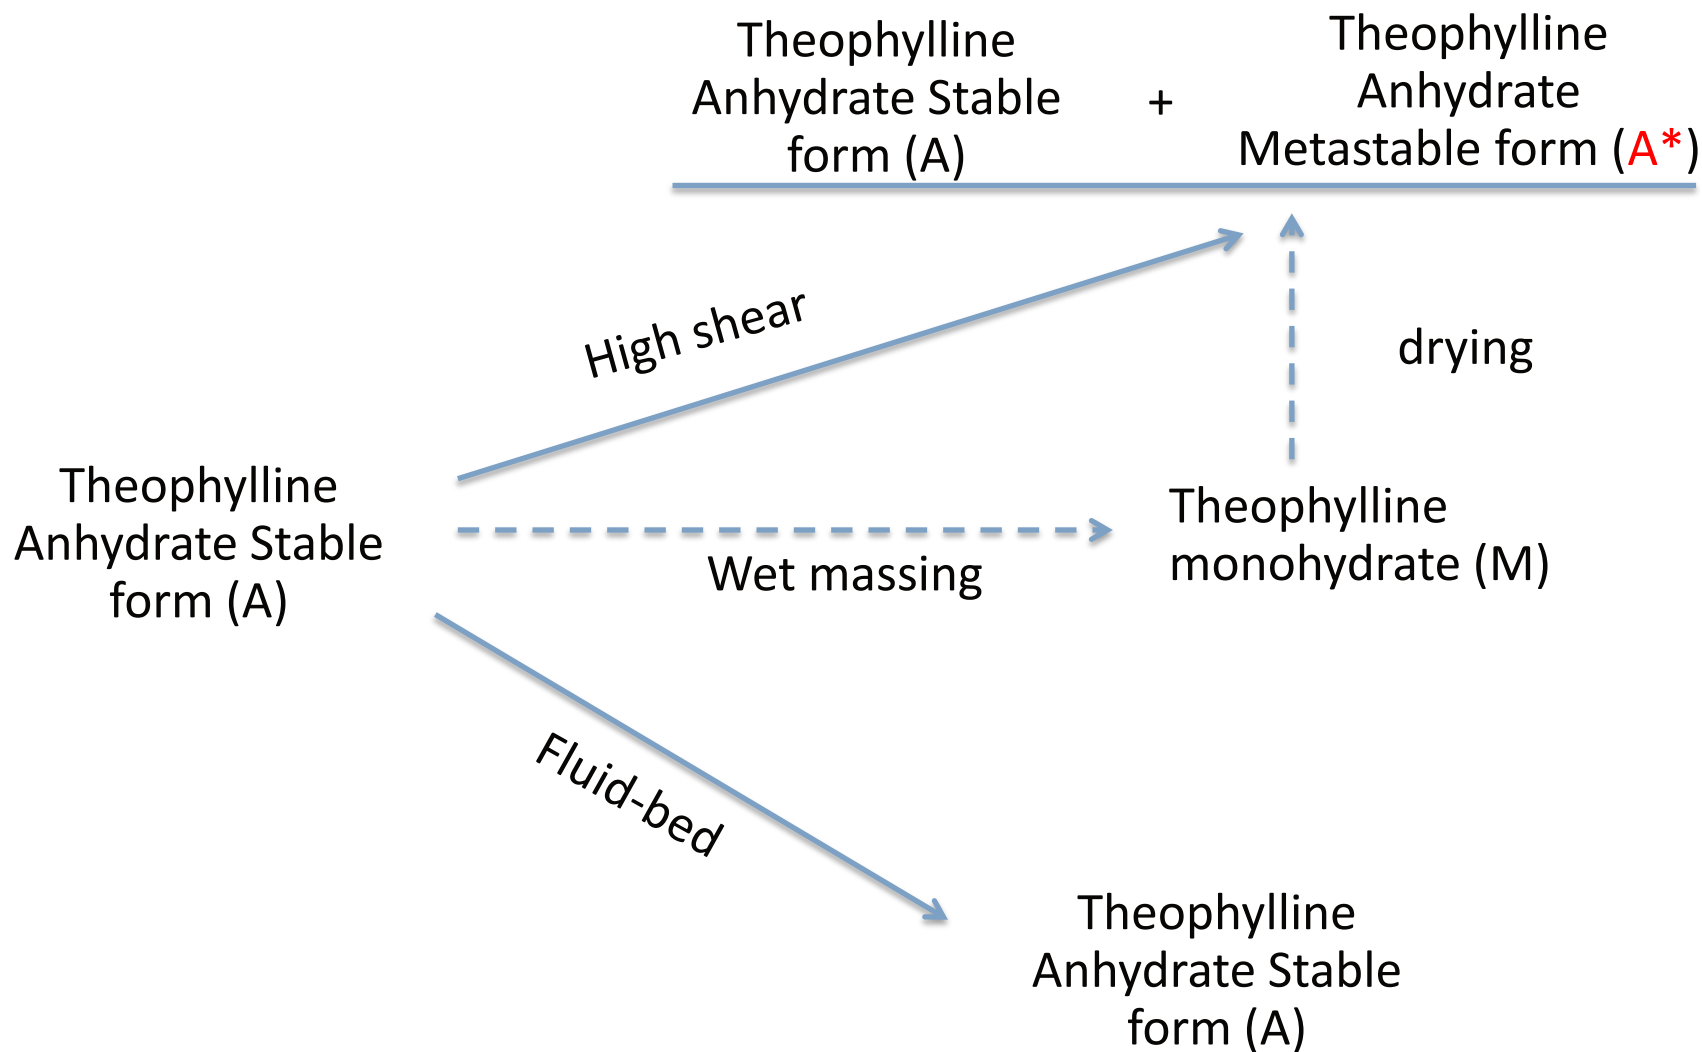 Theophylline
Anhydrate Stable
form (A)
+
Theophylline
Anhydrate
Metastable form (A*)
High shear
drying
Theophylline
Anhydrate Stable
form (A)
Wet massing
Theophylline
monohydrate (M)
Fluid-bed
Theophylline
Anhydrate Stable
form (A)